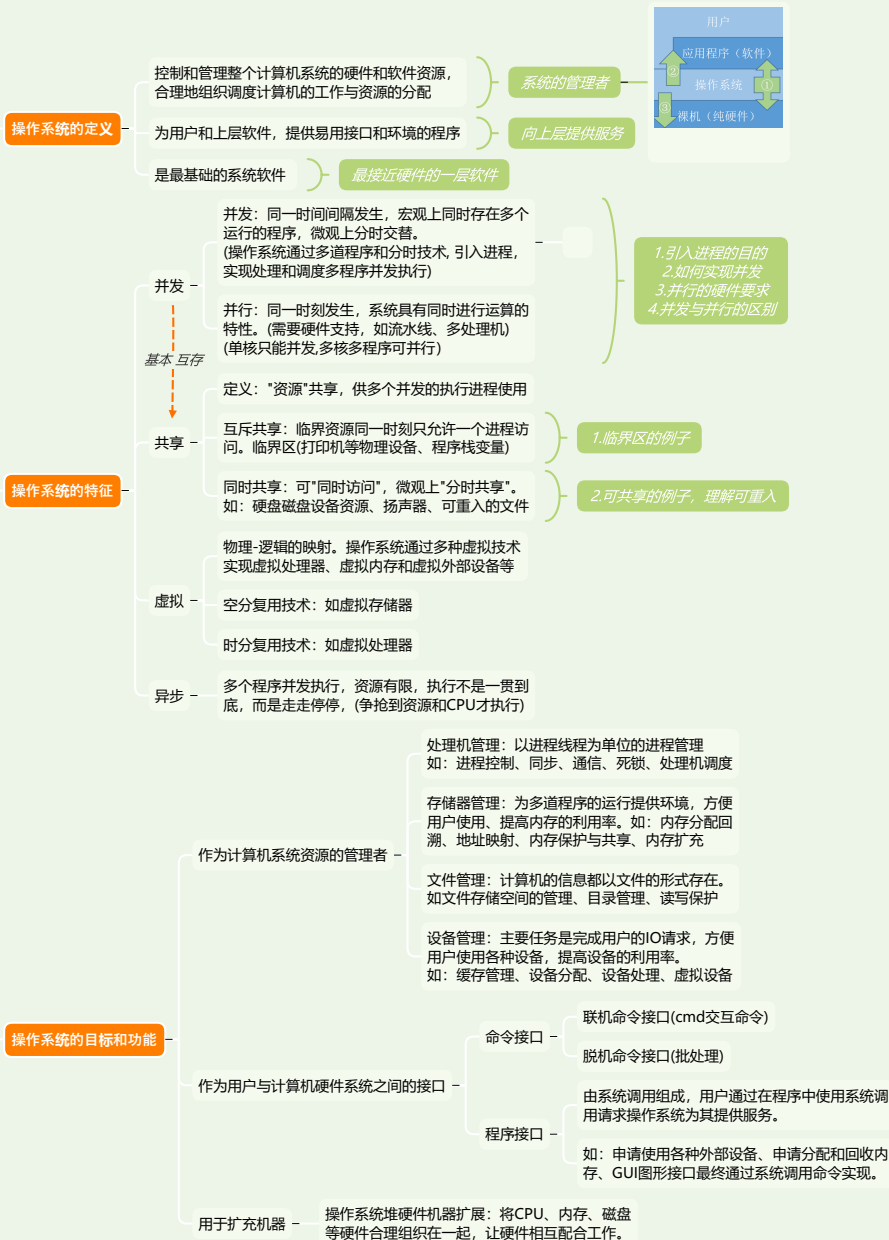 操作系统的定义
控制和管理整个计算机系统的硬件和软件资源，
合理地组织调度计算机的工作与资源的分配
系统的管理者
用户
应用程序（软件）
②
操作系统
①
③
裸机（纯硬件）
为用户和上层软件，提供易用接口和环境的程序
向上层提供服务
是最基础的系统软件
最接近硬件的一层软件
操作系统的特征
并发
并发：同一时间间隔发生，宏观上同时存在多个
运行的程序，微观上分时交替。
(操作系统通过多道程序和分时技术, 引入进程，
实现处理和调度多程序并发执行)
并行：同一时刻发生，系统具有同时进行运算的
特性。(需要硬件支持，如流水线、多处理机)
(单核只能并发,多核多程序可并行）
1.引入进程的目的
2.如何实现并发
3.并行的硬件要求
4.并发与并行的区别
基本 互存
共享
定义："资源"共享，供多个并发的执行进程使用
互斥共享：临界资源同一时刻只允许一个进程访
问。临界区(打印机等物理设备、程序栈变量)
1.临界区的例子
同时共享：可"同时访问"，微观上"分时共享"。
如：硬盘磁盘设备资源、扬声器、可重入的文件
2.可共享的例子，理解可重入
虚拟
物理-逻辑的映射。操作系统通过多种虚拟技术
实现虚拟处理器、虚拟内存和虚拟外部设备等
空分复用技术：如虚拟存储器
时分复用技术：如虚拟处理器
异步
多个程序并发执行，资源有限，执行不是一贯到
底，而是走走停停，(争抢到资源和CPU才执行)
操作系统的目标和功能
作为计算机系统资源的管理者
处理机管理：以进程线程为单位的进程管理
如：进程控制、同步、通信、死锁、处理机调度
存储器管理：为多道程序的运行提供环境，方便
用户使用、提高内存的利用率。如：内存分配回
溯、地址映射、内存保护与共享、内存扩充
文件管理：计算机的信息都以文件的形式存在。
如文件存储空间的管理、目录管理、读写保护
设备管理：主要任务是完成用户的IO请求，方便
用户使用各种设备，提高设备的利用率。
如：缓存管理、设备分配、设备处理、虚拟设备
作为用户与计算机硬件系统之间的接口
命令接口
联机命令接口(cmd交互命令)
脱机命令接口(批处理)
程序接口
由系统调用组成，用户通过在程序中使用系统调
用请求操作系统为其提供服务。
如：申请使用各种外部设备、申请分配和回收内
存、GUI图形接口最终通过系统调用命令实现。
用于扩充机器
操作系统堆硬件机器扩展：将CPU、内存、磁盘
等硬件合理组织在一起，让硬件相互配合工作。